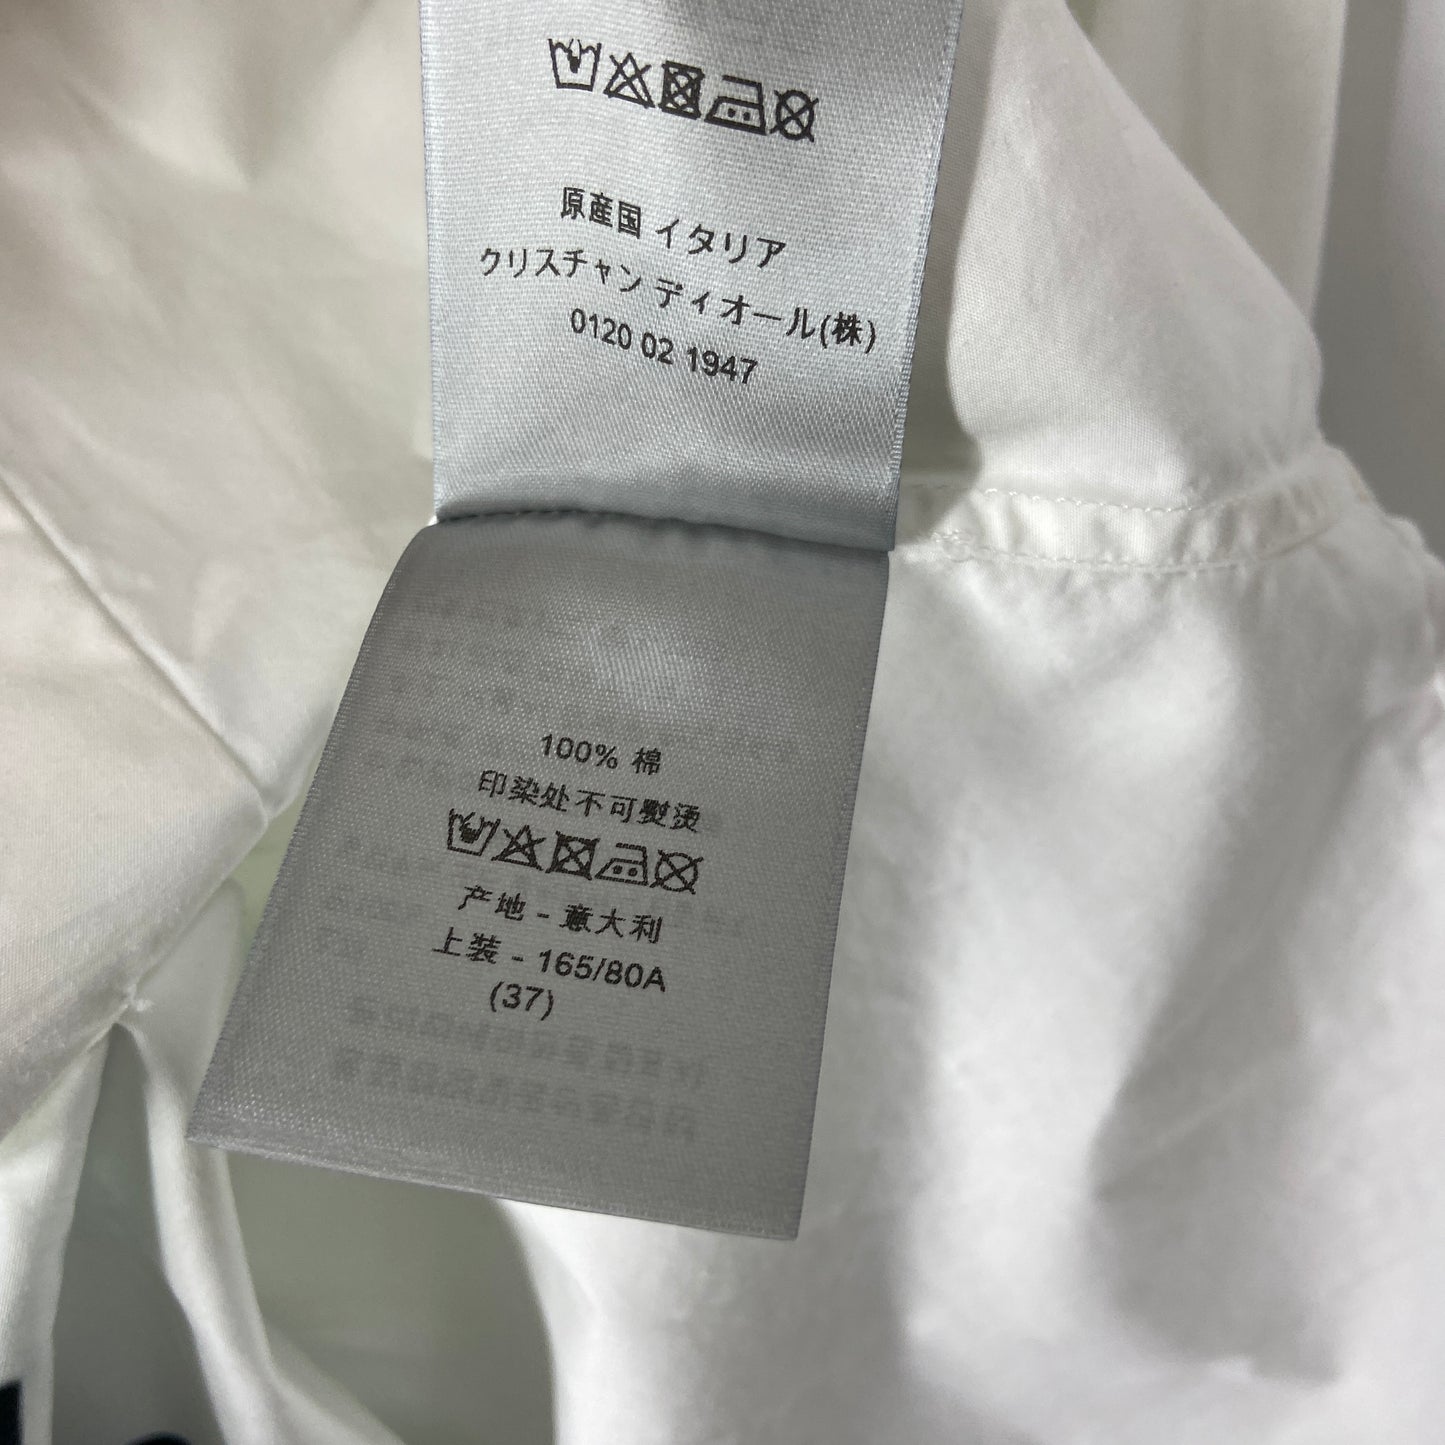 原産国 イタリア
クリスチャン ディオール(株)
0120 02 1947
100% 棉
印染处不可熨烫
产地 - 意大利
上装 - 165/80A
(37)